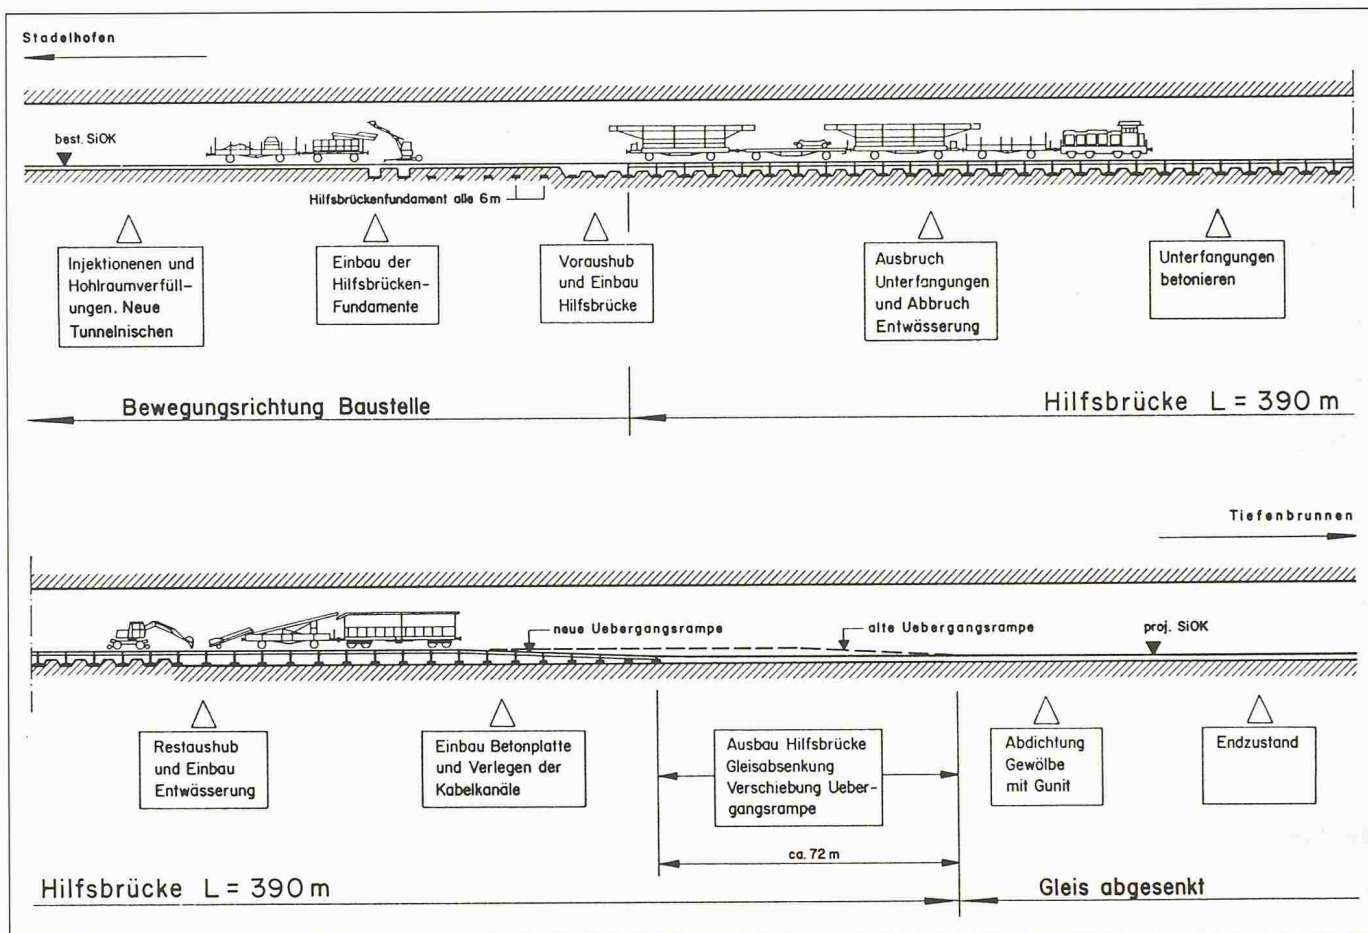 Stadelhofen
best. SiOK
Hilfsbrückenfundament alle 6m
Injektionenen und
Hohlraumverfüll-
ungen. Neue
Tunnelnischen
Einbau der
Hilfsbrücken-
Fundamente
Voraushub
und Einbau
Hilfsbrücke
Ausbruch
Unterfangungen
und Abbruch
Entwässerung
Unterfangungen
betonieren
Bewegungsrichtung Baustelle
Hilfsbrücke L = 390 m
Tiefenbrunnen
neue Uebergangsrampe
alte Uebergangsrampe
proj. SiOK
Restaushub
und Einbau
Entwässerung
Einbau Betonplatte
und Verlegen der
Kabelkanäle
Ausbau Hilfsbrücke
Gleisabsenkung
Verschiebung Ueber-
gangsrampe
Abdichtung
Gewölbe
mit Gunit
Endzustand
ca. 72 m
Hilfsbrücke L = 390 m
Gleis abgesenkt